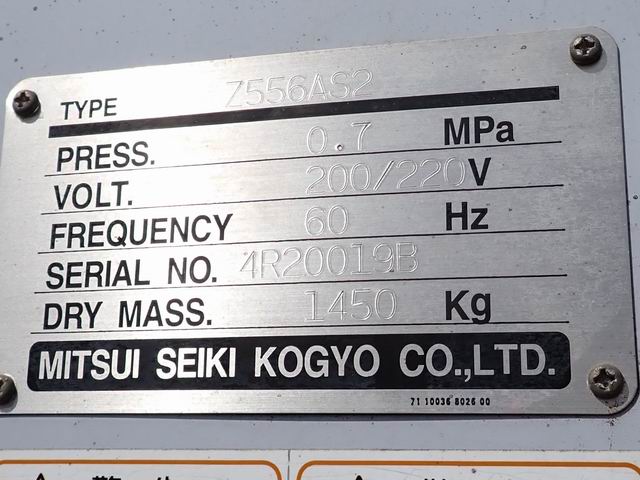 TYPE Z556AS2
PRESS. 0.7 MPa
VOLT. 200/220V
FREQUENCY 60 Hz
SERIAL NO. 4R20019B
DRY MASS. 1450 Kg
MITSUI SEIKI KOGYO CO.,LTD.
71 10036 8026 00